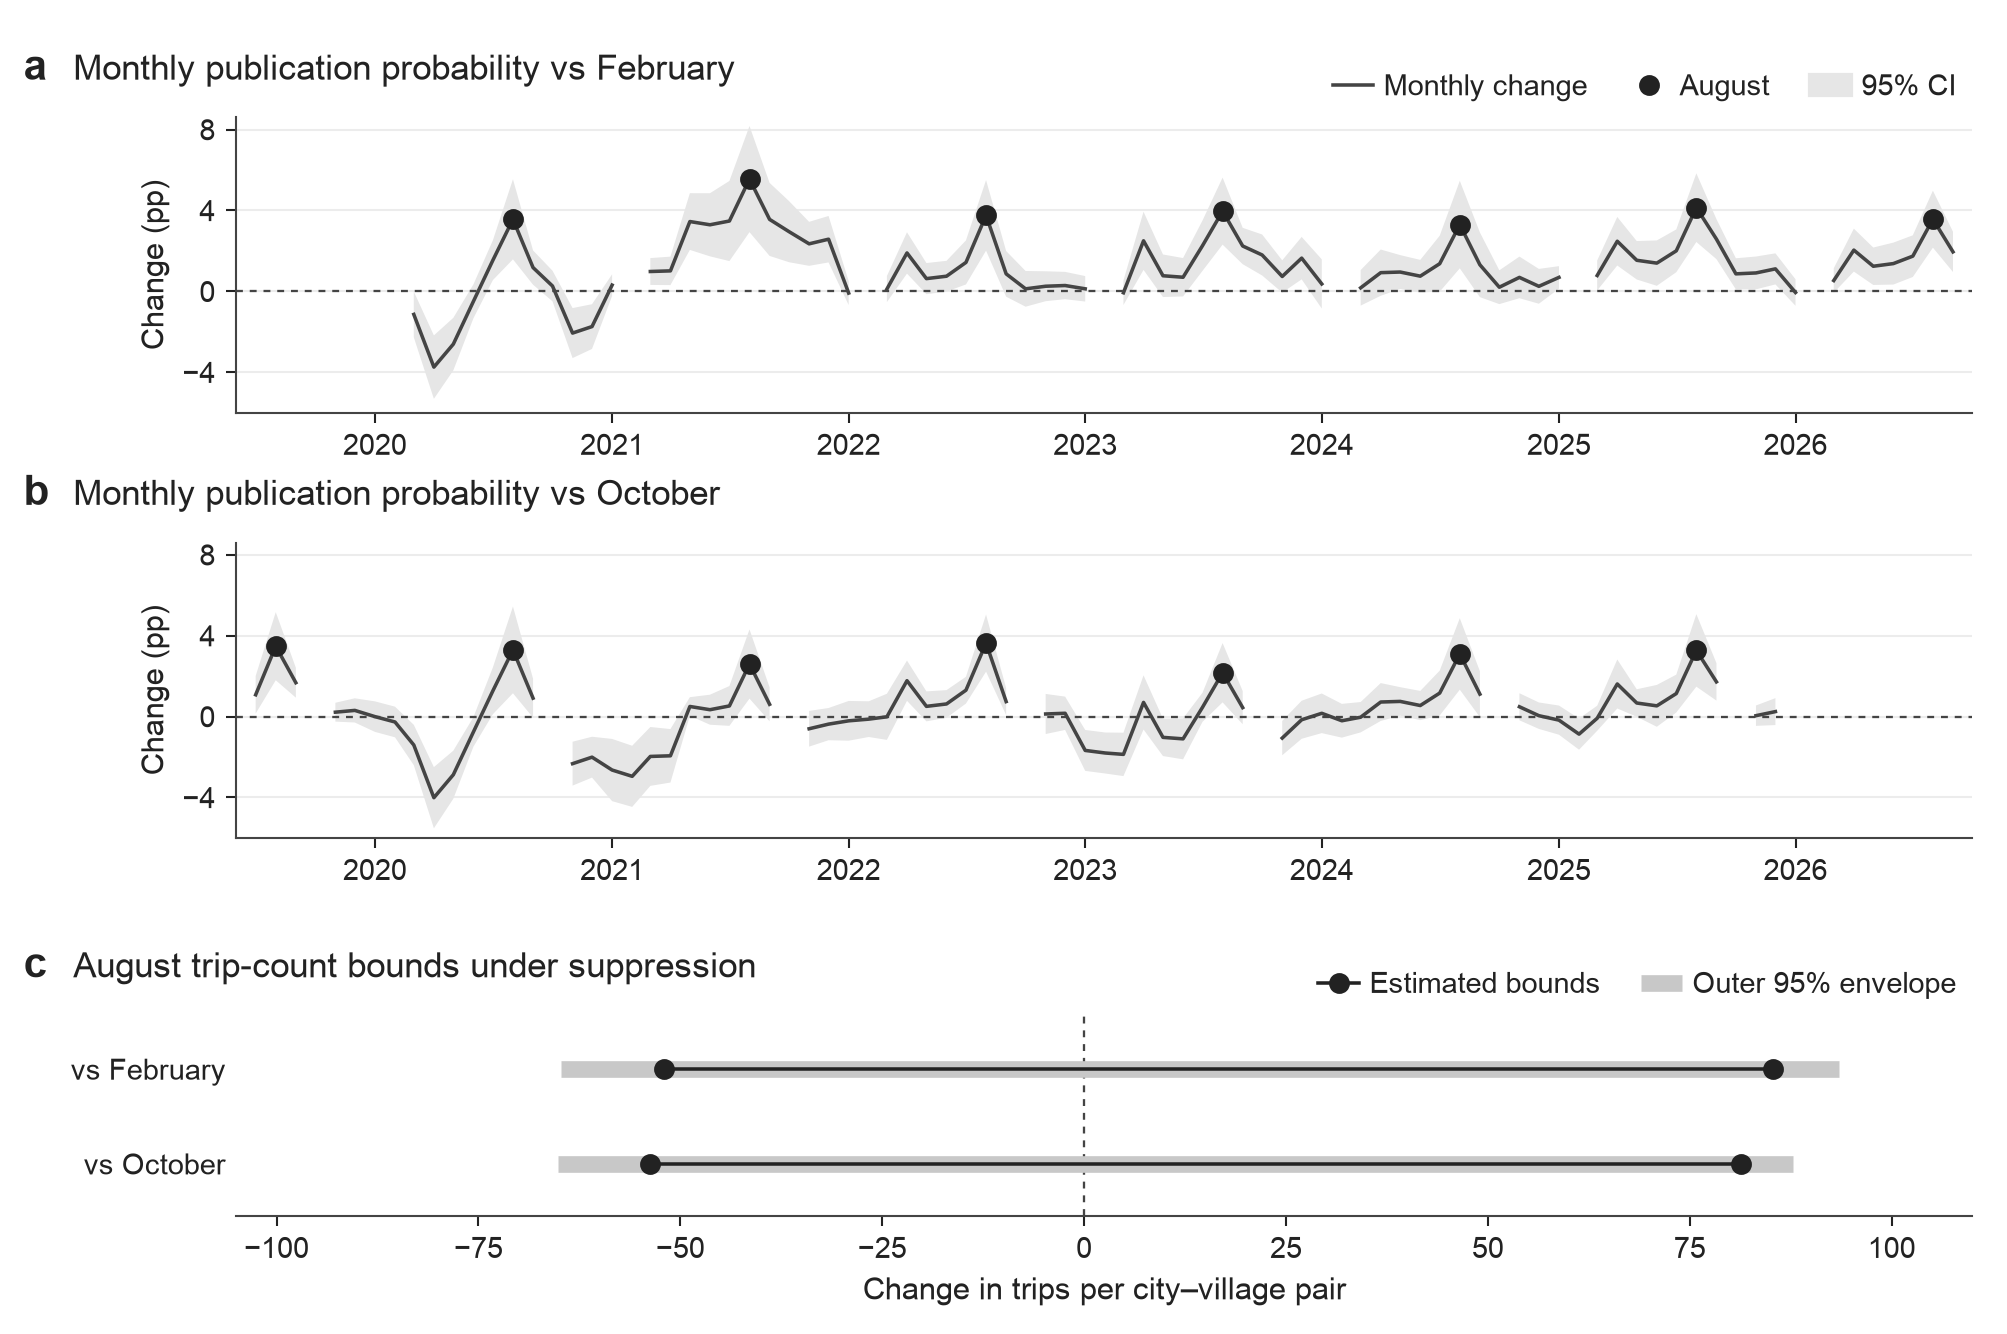 a Monthly publication probability vs February
Monthly change August 95% CI
8
4
0
−4
Change (pp)
2020 2021 2022 2023 2024 2025 2026
b Monthly publication probability vs October
8
4
0
−4
Change (pp)
2020 2021 2022 2023 2024 2025 2026
c August trip-count bounds under suppression
Estimated bounds Outer 95% envelope
vs February
vs October
−100 −75 −50 −25 0 25 50 75 100
Change in trips per city–village pair